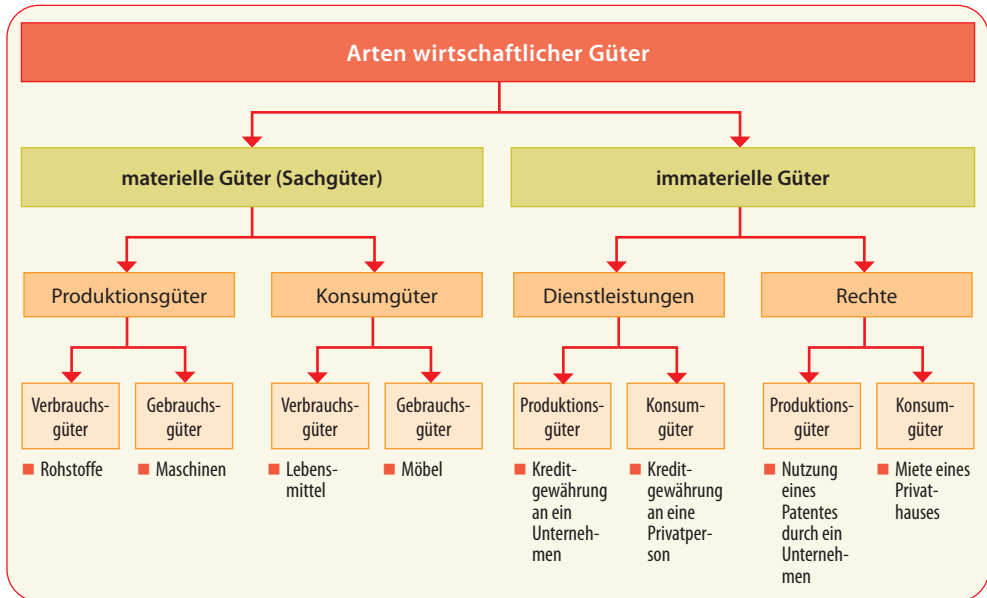 Arten wirtschaftlicher Güter
materielle Güter (Sachgüter)
immaterielle Güter
Produktionsgüter
Konsumgüter
Dienstleistungen
Rechte
Verbrauchs-
güter
Gebrauchs-
güter
Verbrauchs-
güter
Gebrauchs-
güter
Produktions-
güter
Konsum-
güter
Produktions-
güter
Konsum-
güter
Rohstoffe
Maschinen
Lebens-
mittel
Möbel
Kredit-
gewährung
an ein
Unterneh-
men
Kredit-
gewährung
an eine
Privatper-
son
Nutzung
eines
Patentes
durch ein
Unterneh-
men
Miete eines
Privat-
hauses